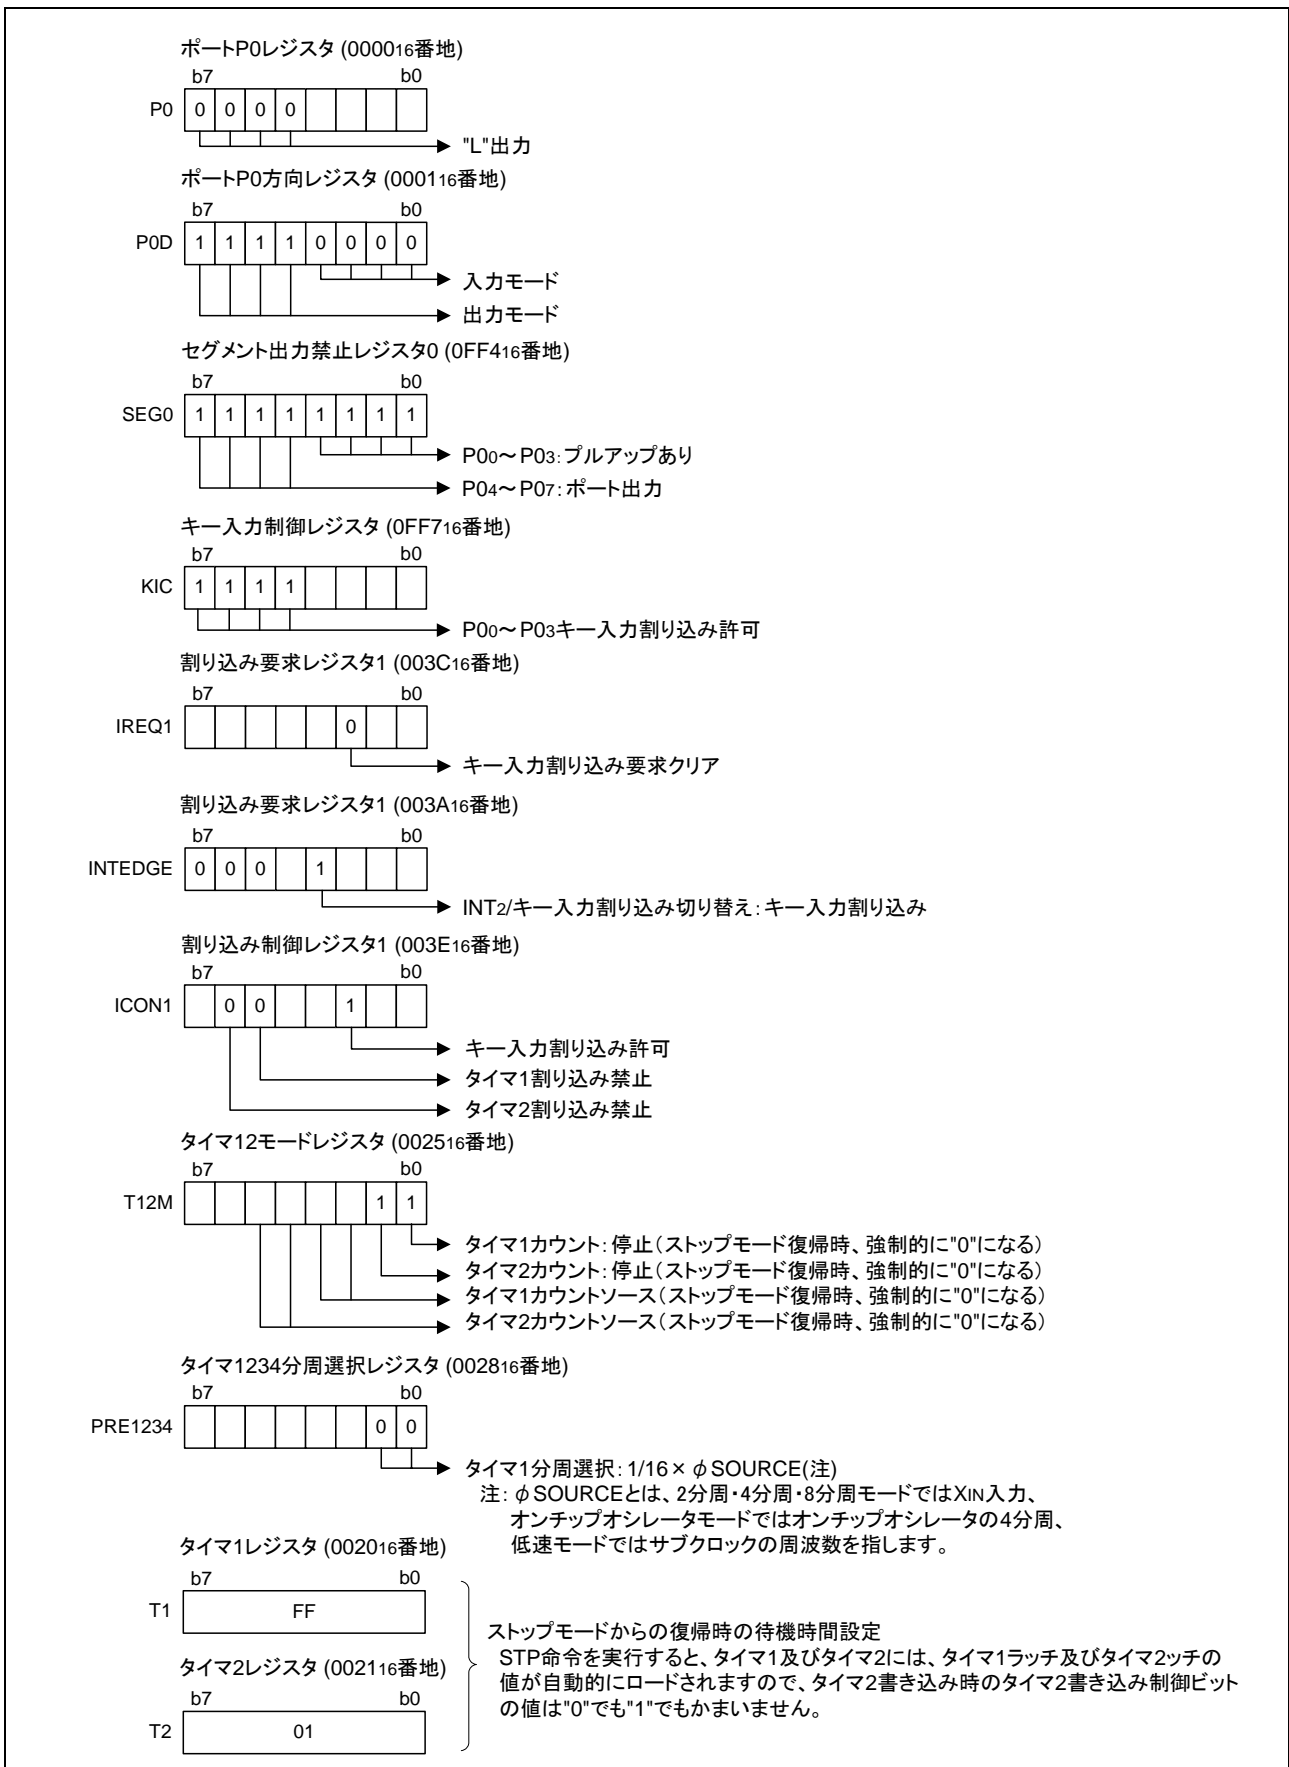 ポートP0レジスタ (000016番地)
b7 b0
P0 0 0 0 0
"L"出力
ポートP0方向レジスタ (000116番地)
b7 b0
P0D 1 1 1 1 0 0 0 0
入力モード
出力モード
セグメント出力禁止レジスタ0 (0FF416番地)
b7 b0
SEG0 1 1 1 1 1 1 1 1
P00～P03：プルアップあり
P04～P07：ポート出力
キー入力制御レジスタ (0FF716番地)
b7 b0
KIC 1 1 1 1
P00～P03キー入力割り込み許可
割り込み要求レジスタ1 (003C16番地)
b7 b0
IREQ1 0
キー入力割り込み要求クリア
割り込み要求レジスタ1 (003A16番地)
b7 b0
INTEDGE 0 0 0 1
INT2/キー入力割り込み切り替え：キー入力割り込み
割り込み制御レジスタ1 (003E16番地)
b7 b0
ICON1 0 0 1
キー入力割り込み許可
タイマ1割り込み禁止
タイマ2割り込み禁止
タイマ12モードレジスタ (002516番地)
b7 b0
T12M 1 1
タイマ1カウント：停止（ストップモード復帰時、強制的に"0"になる）
タイマ2カウント：停止（ストップモード復帰時、強制的に"0"になる）
タイマ1カウントソース（ストップモード復帰時、強制的に"0"になる）
タイマ2カウントソース（ストップモード復帰時、強制的に"0"になる）
タイマ1234分周選択レジスタ (002816番地)
b7 b0
PRE1234 0 0
タイマ1分周選択：1/16×φSOURCE(注)
注：φSOURCEとは、2分周・4分周・8分周モードではXIN入力、
オンチップオシレータモードではオンチップオシレータの4分周、
低速モードではサブクロックの周波数を指します。
タイマ1レジスタ (002016番地)
b7 b0
T1 FF
タイマ2レジスタ (002116番地)
b7 b0
T2 01
ストップモードからの復帰時の待機時間設定
STP命令を実行すると、タイマ1及びタイマ2には、タイマ1ラッチ及びタイマ2ッチの
値が自動的にロードされますので、タイマ2書き込み時のタイマ2書き込み制御ビット
の値は"0"でも"1"でもかまいません。